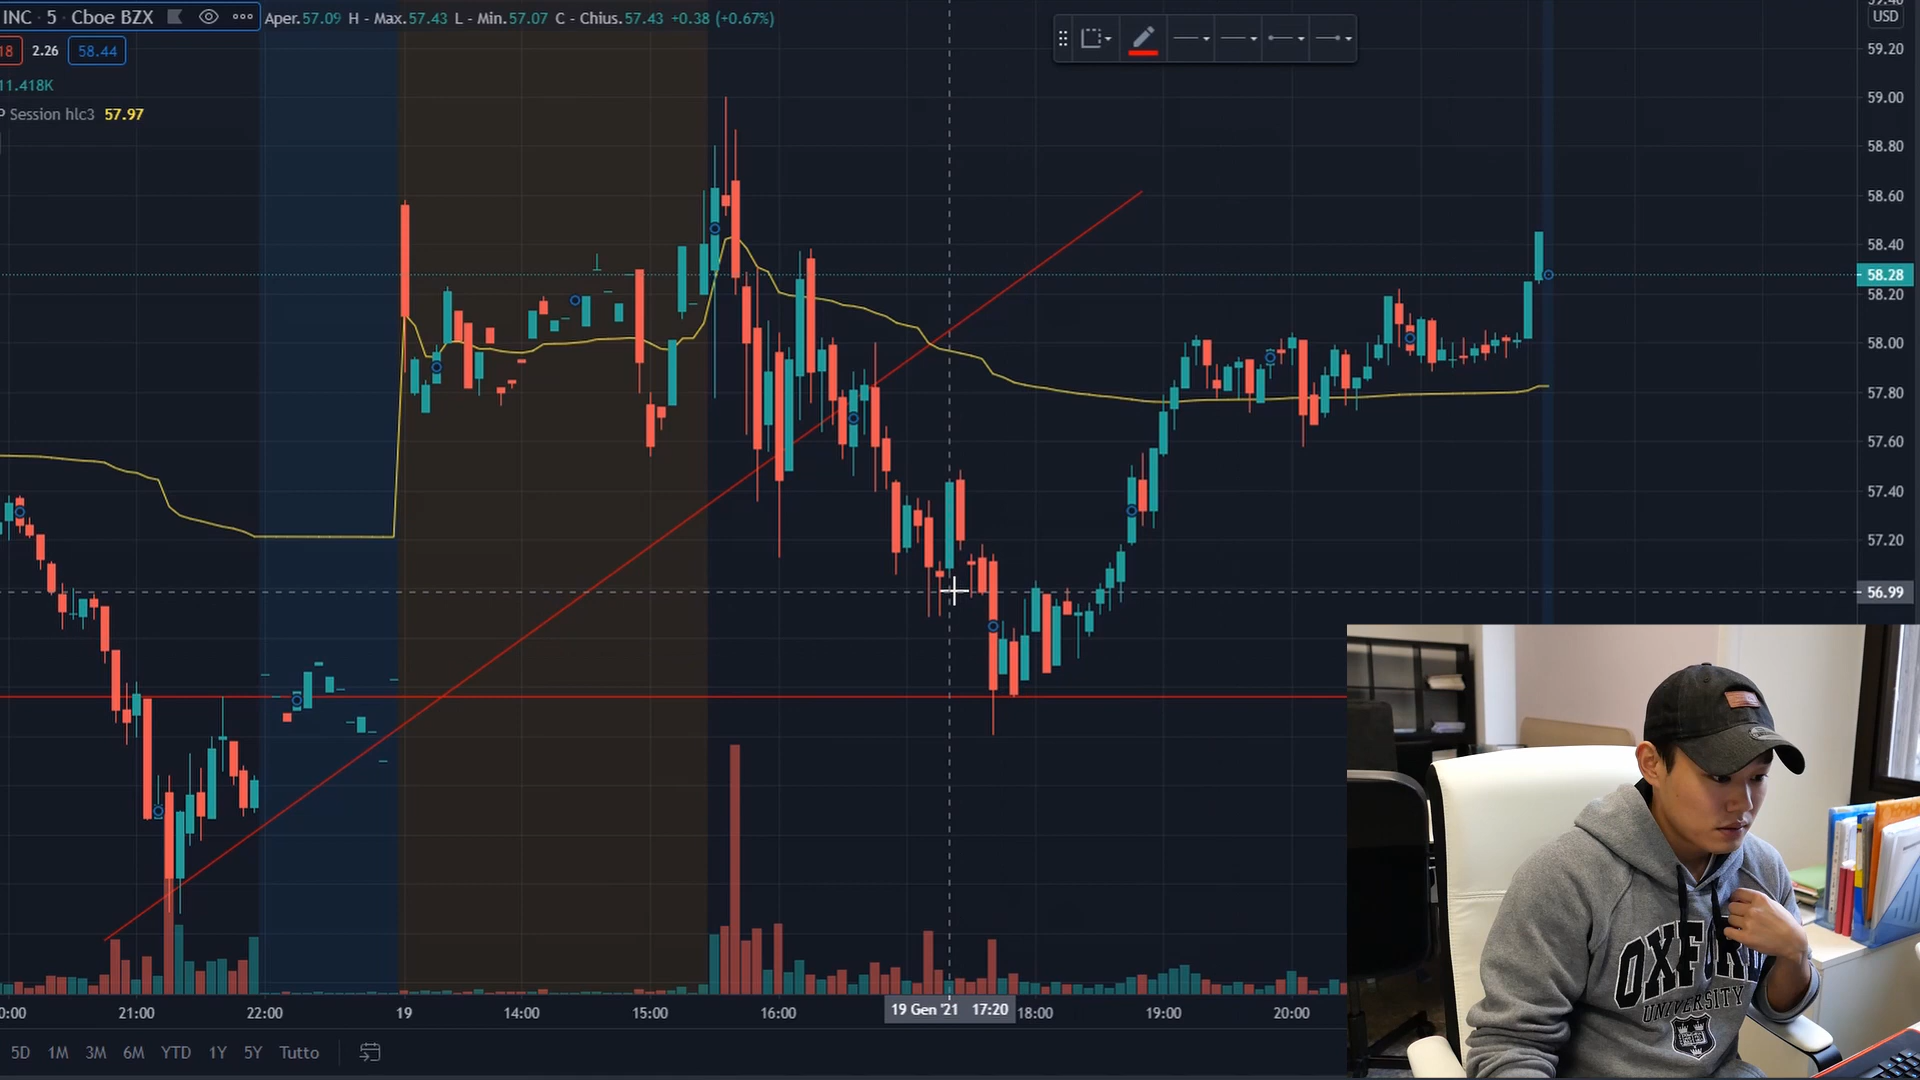 INC · 5 · Cboe BZX ••• Aper.57.09 H - Max.57.43 L - Min.57.07 C - Chius.57.43 +0.38 (+0.67%)
18 2.26 58.44
11.418K
P Session hlc3 57.97
USD
59.20
59.00
58.80
58.60
58.40
58.28
58.20
58.00
57.80
57.60
57.40
57.20
56.99
0:00 21:00 22:00 19 14:00 15:00 16:00 19 Gen '21 17:20 18:00 19:00 20:00
5D 1M 3M 6M YTD 1Y 5Y Tutto
OXFORD
UNIVERSITY